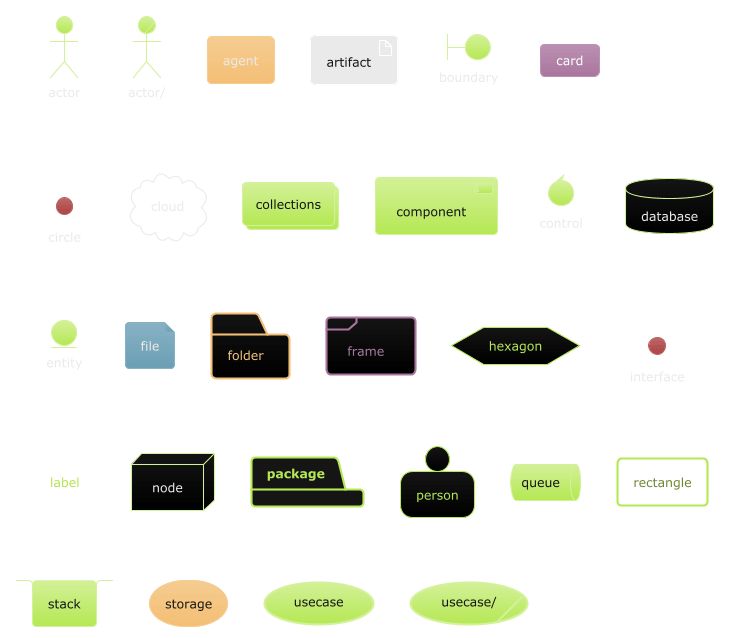 actor
actor/
agent
artifact
boundary
card
circle
cloud
collections
component
control
database
entity
file
folder
frame
hexagon
interface
label
node
package
person
queue
rectangle
stack
storage
usecase
usecase/